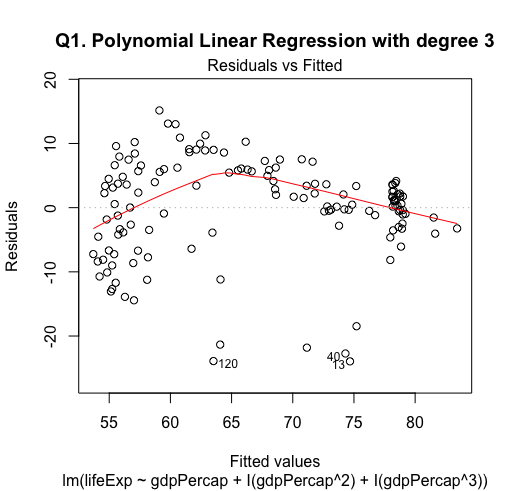 Q1. Polynomial Linear Regression with degree 3
Residuals vs Fitted
20
10
0
-10
-20
Residuals
120
40
13
55 60 65 70 75 80
Fitted values
lm(lifeExp ~ gdpPercap + I(gdpPercap^2) + I(gdpPercap^3))